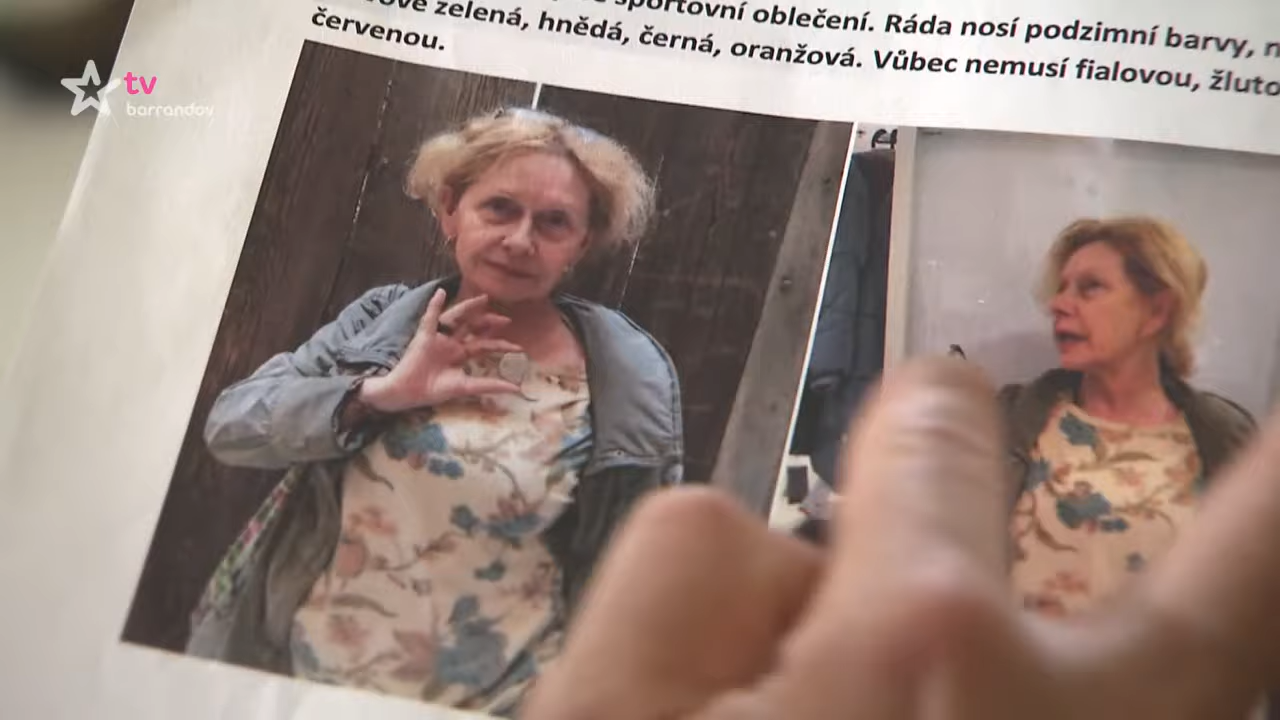 sportovní oblečení. Ráda nosí podzimní barvy,
zelená, hnědá, černá, oranžová. Vůbec nemusí fialovou,
červenou.
tv
barrandov